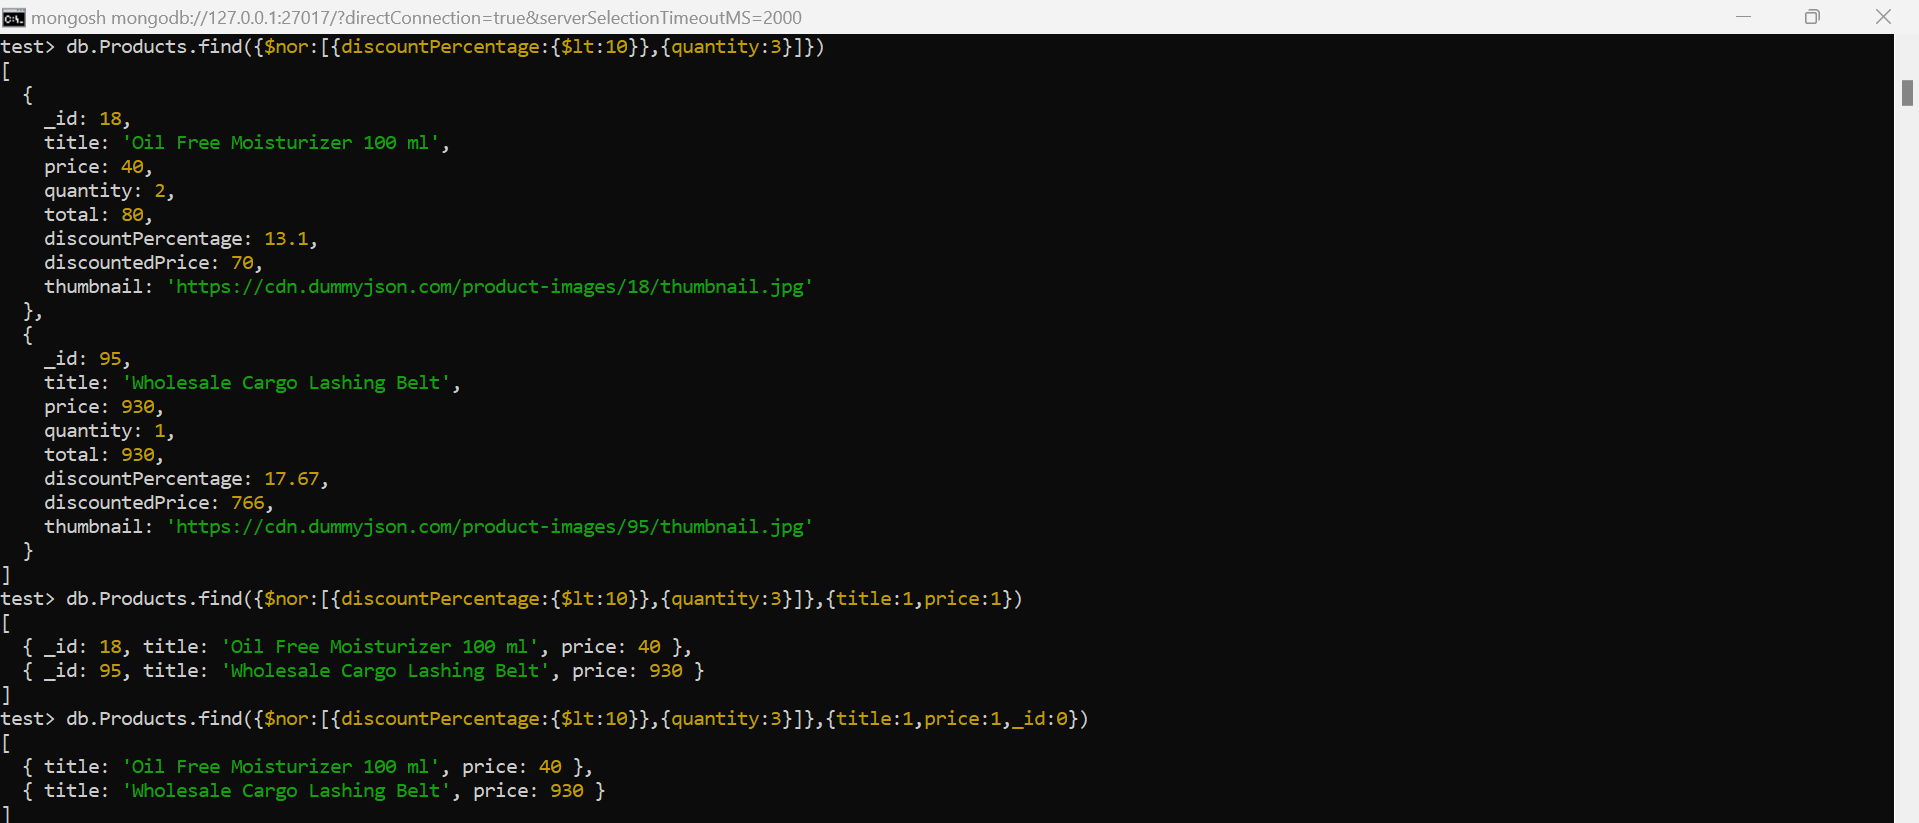 mongosh mongodb://127.0.0.1:27017/?directConnection=true&serverSelectionTimeoutMS=2000
test> db.Products.find({$nor:[{discountPercentage:{$lt:10}},{quantity:3}]})
[
  {
    _id: 18,
    title: 'Oil Free Moisturizer 100 ml',
    price: 40,
    quantity: 2,
    total: 80,
    discountPercentage: 13.1,
    discountedPrice: 70,
    thumbnail: 'https://cdn.dummyjson.com/product-images/18/thumbnail.jpg'
  },
  {
    _id: 95,
    title: 'Wholesale Cargo Lashing Belt',
    price: 930,
    quantity: 1,
    total: 930,
    discountPercentage: 17.67,
    discountedPrice: 766,
    thumbnail: 'https://cdn.dummyjson.com/product-images/95/thumbnail.jpg'
  }
]
test> db.Products.find({$nor:[{discountPercentage:{$lt:10}},{quantity:3}]},{title:1,price:1})
[
  { _id: 18, title: 'Oil Free Moisturizer 100 ml', price: 40 },
  { _id: 95, title: 'Wholesale Cargo Lashing Belt', price: 930 }
]
test> db.Products.find({$nor:[{discountPercentage:{$lt:10}},{quantity:3}]},{title:1,price:1,_id:0})
[
  { title: 'Oil Free Moisturizer 100 ml', price: 40 },
  { title: 'Wholesale Cargo Lashing Belt', price: 930 }
]